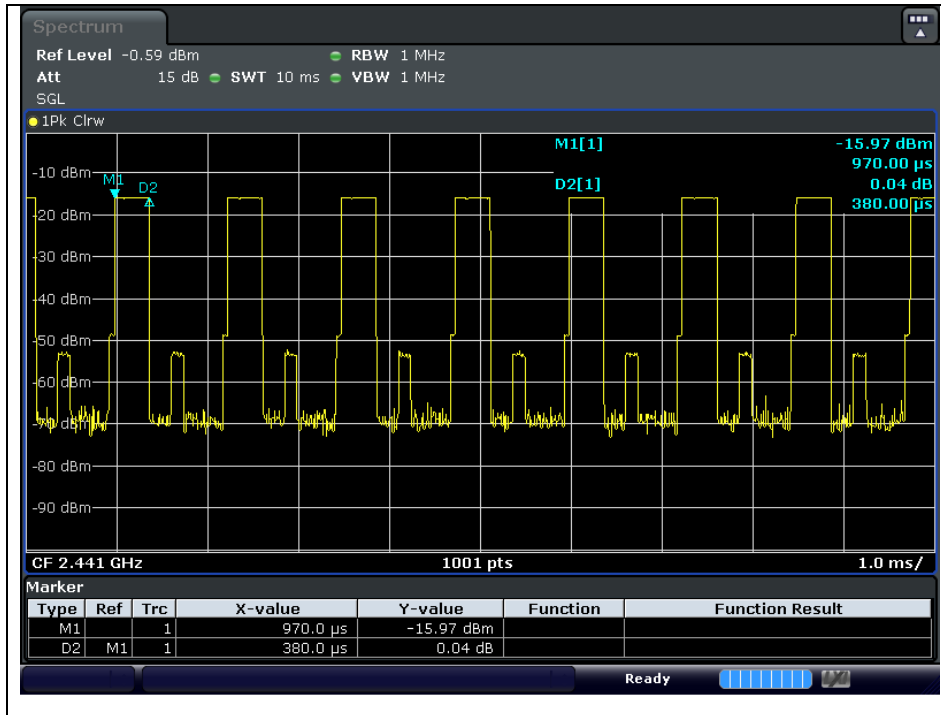 Spectrum
Ref Level -0.59 dBm RBW 1 MHz
Att 15 dB SWT 10 ms VBW 1 MHz
SGL
1Pk Clrw
M1[1] -15.97 dBm
970.00 µs
D2[1] 0.04 dB
380.00 µs
M1
D2
-10 dBm
-20 dBm
-30 dBm
-40 dBm
-50 dBm
-60 dBm
-70 dBm
-80 dBm
-90 dBm
CF 2.441 GHz 1001 pts 1.0 ms/
Marker
Type Ref Trc X-value Y-value Function Function Result
M1 1 970.0 µs -15.97 dBm
D2 M1 1 380.0 µs 0.04 dB
Ready